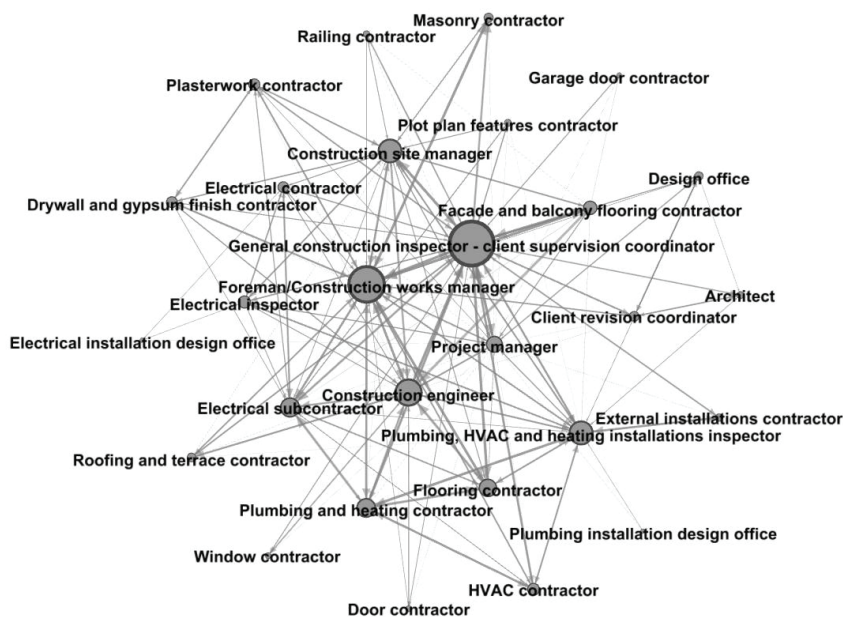 Masonry contractor
Railing contractor
Garage door contractor
Plasterwork contractor
Plot plan features contractor
Construction site manager
Design office
Electrical contractor
Drywall and gypsum finish contractor
Facade and balcony flooring contractor
General construction inspector - client supervision coordinator
Foreman/Construction works manager
Architect
Electrical inspector
Client revision coordinator
Electrical installation design office
Project manager
Construction engineer
Electrical subcontractor
External installations contractor
Plumbing, HVAC and heating installations inspector
Roofing and terrace contractor
Flooring contractor
Plumbing and heating contractor
Plumbing installation design office
Window contractor
HVAC contractor
Door contractor